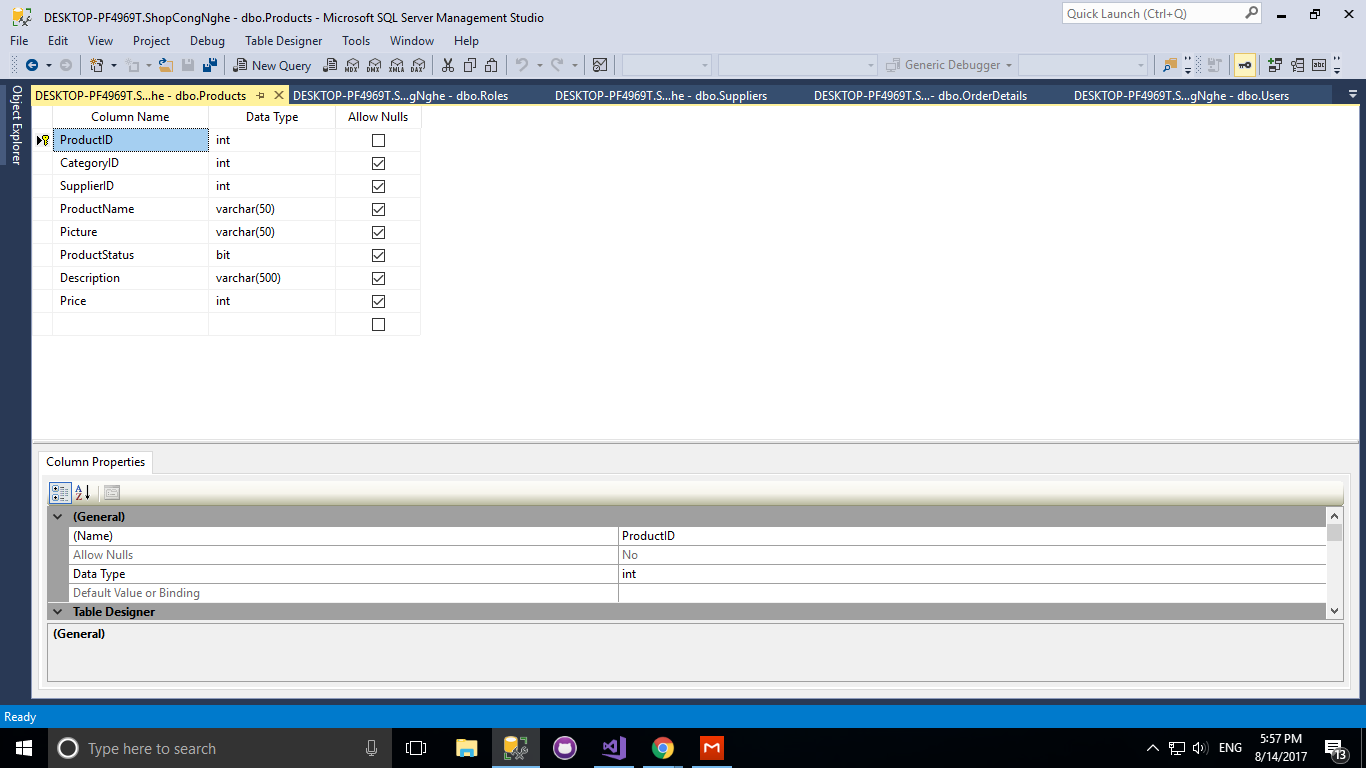 DESKTOP-PF4969T.ShopCongNghe - dbo.Products - Microsoft SQL Server Management Studio
Quick Launch (Ctrl+Q)
File Edit View Project Debug Table Designer Tools Window Help
New Query MDX DMX XMLA DAX Generic Debugger
Object Explorer
DESKTOP-PF4969T.S...he - dbo.Products DESKTOP-PF4969T.S...gNghe - dbo.Roles DESKTOP-PF4969T.S...he - dbo.Suppliers DESKTOP-PF4969T.S...- dbo.OrderDetails DESKTOP-PF4969T.S...gNghe - dbo.Users
Column Name Data Type Allow Nulls
ProductID int
CategoryID int
SupplierID int
ProductName varchar(50)
Picture varchar(50)
ProductStatus bit
Description varchar(500)
Price int
Column Properties
A Z
(General)
(Name) ProductID
Allow Nulls No
Data Type int
Default Value or Binding
Table Designer
(General)
Ready
Type here to search
ENG
5:57 PM
8/14/2017
13